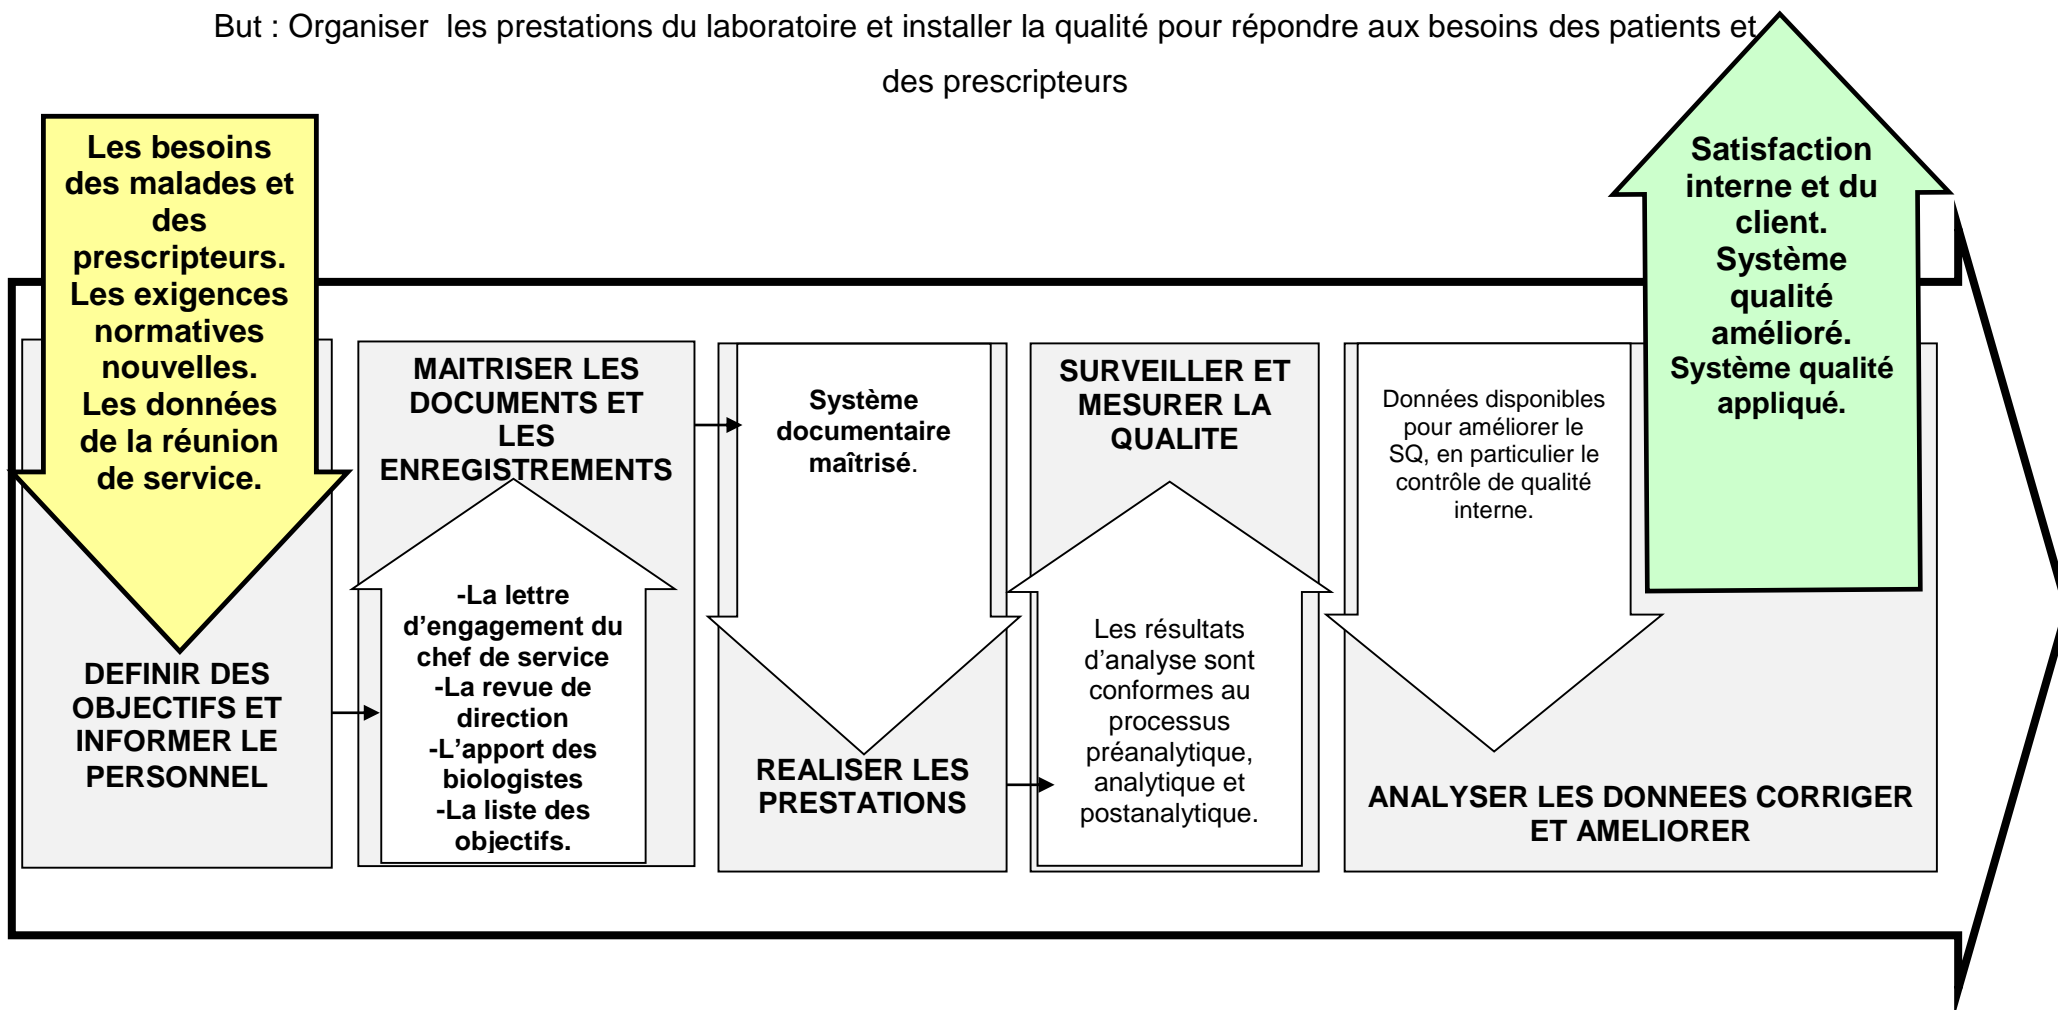 But : Organiser  les prestations du laboratoire et installer la qualité pour répondre aux besoins des patients et
des prescripteurs
Les besoins
des malades et
des
prescripteurs.
Les exigences
normatives
nouvelles.
Les données
de la réunion
de service.
DEFINIR DES
OBJECTIFS ET
INFORMER LE
PERSONNEL
MAITRISER LES
DOCUMENTS ET
LES
ENREGISTREMENTS
-La lettre
d’engagement du
chef de service
-La revue de
direction
-L’apport des
biologistes
-La liste des
objectifs.
Système
documentaire
maîtrisé.
REALISER LES
PRESTATIONS
SURVEILLER ET
MESURER LA
QUALITE
Les résultats
d’analyse sont
conformes au
processus
préanalytique,
analytique et
postanalytique.
Données disponibles
pour améliorer le
SQ, en particulier le
contrôle de qualité
interne.
ANALYSER LES DONNEES CORRIGER
ET AMELIORER
Satisfaction
interne et du
client.
Système
qualité
amélioré.
Système qualité
appliqué.